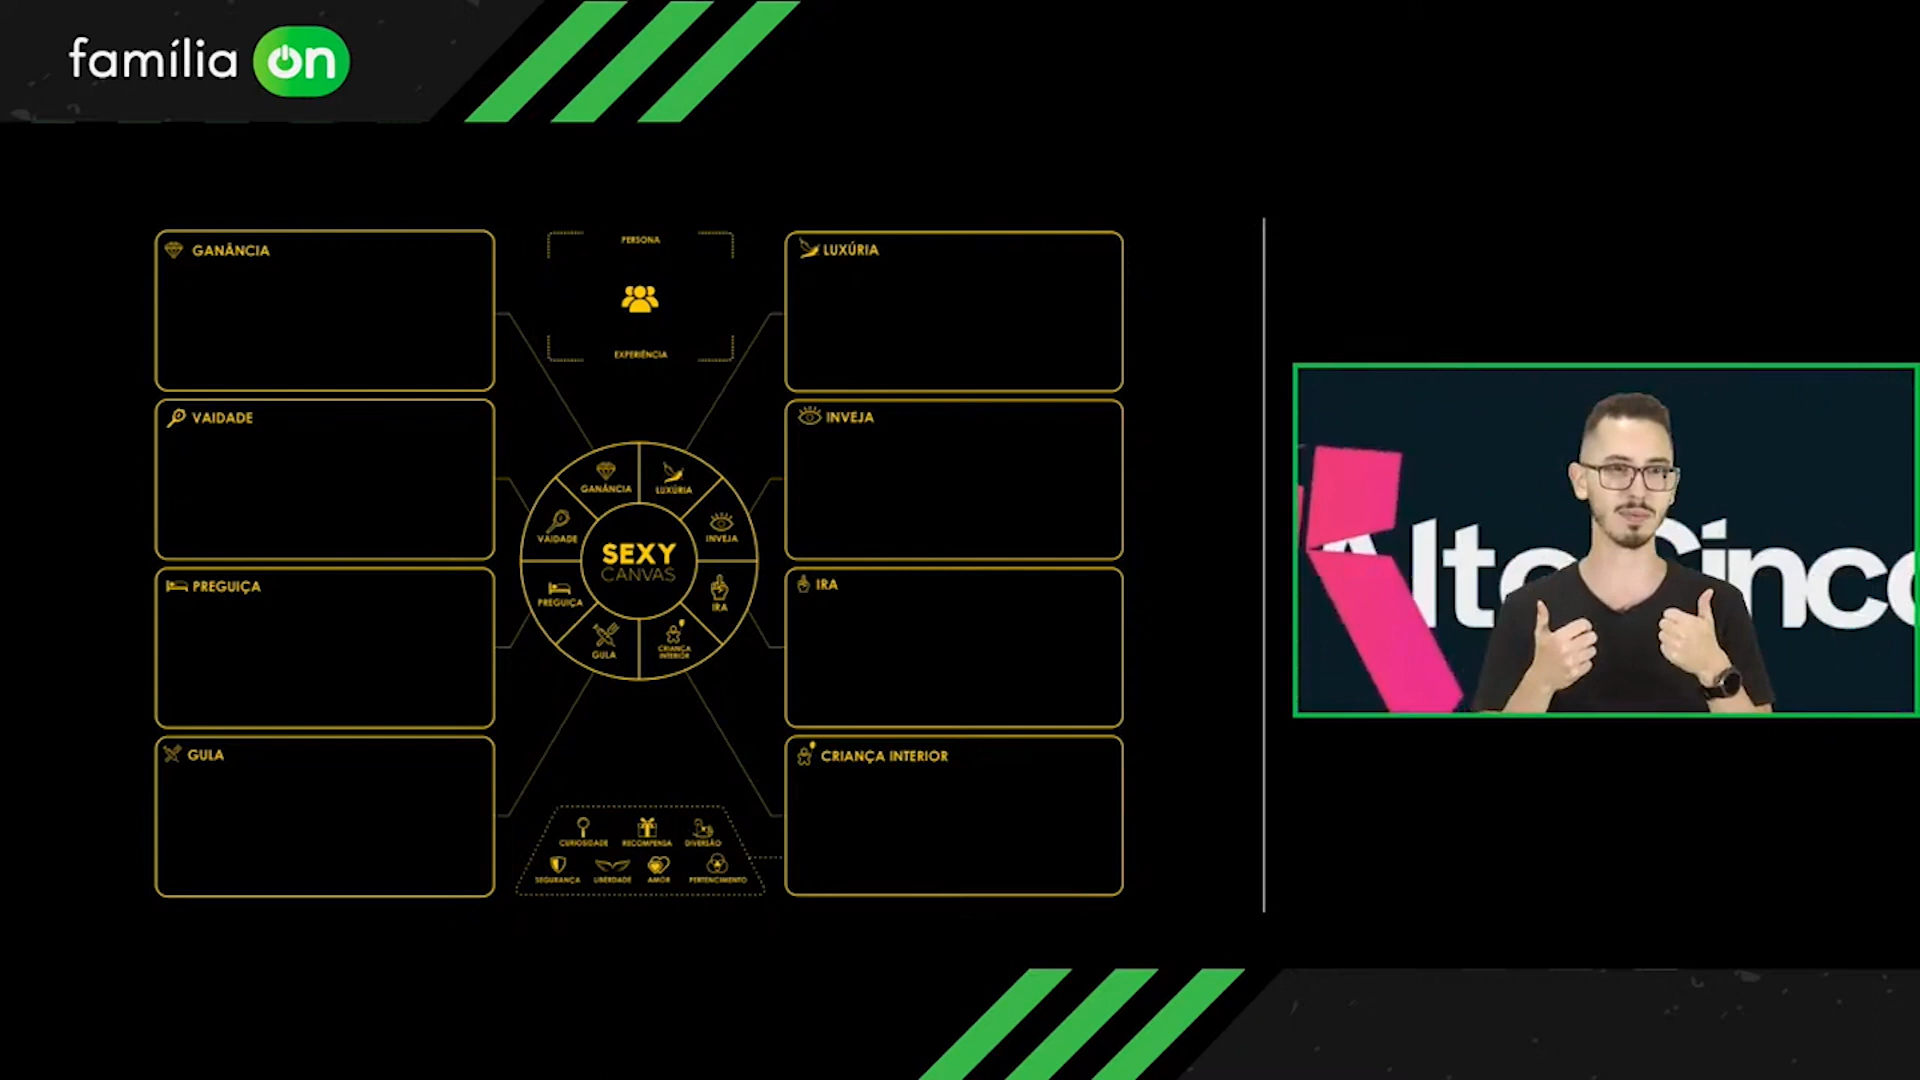 família on
GANÂNCIA
VAIDADE
PREGUIÇA
GULA
PERSONA
EXPERIÊNCIA
GANÂNCIA
LUXÚRIA
VAIDADE
INVEJA
SEXY
CANVAS
PREGUIÇA
IRA
GULA
CRIANÇA
INTERIOR
CURIOSIDADE RECOMPENSA DIVERSÃO
SEGURANÇA LIBERDADE AMOR PERTENCIMENTO
LUXÚRIA
INVEJA
IRA
CRIANÇA INTERIOR